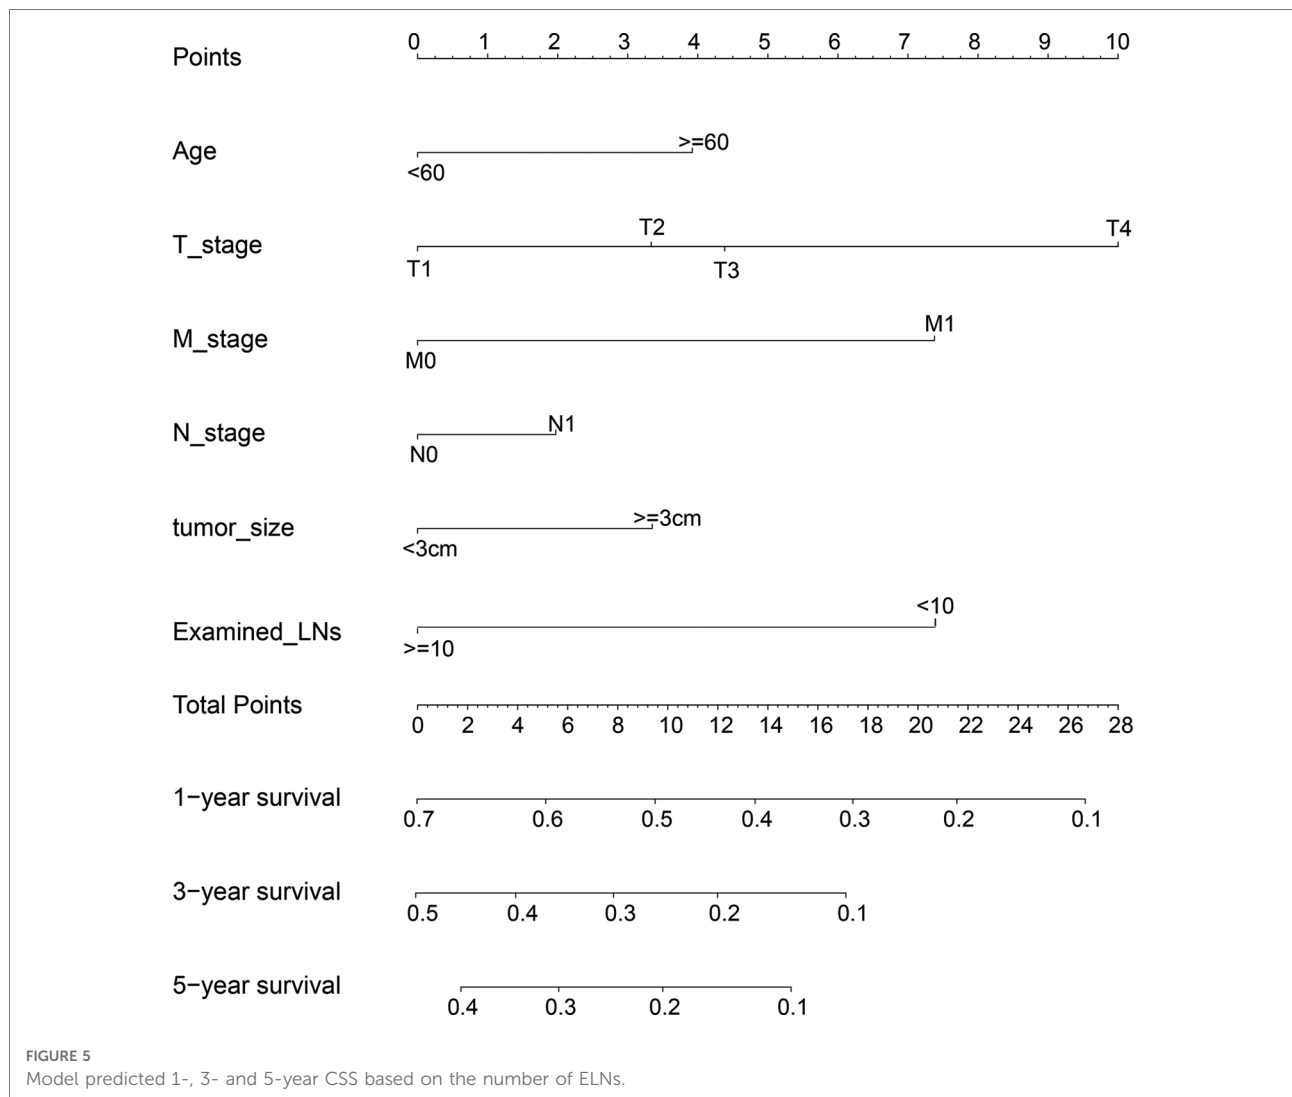 Points
0 1 2 3 4 5 6 7 8 9 10
Age
>=60
<60
T_stage
T2 T4
T1 T3
M_stage
M1
M0
N_stage
N1
N0
tumor_size
>=3cm
<3cm
Examined_LNs
<10
>=10
Total Points
0 2 4 6 8 10 12 14 16 18 20 22 24 26 28
1−year survival
0.7 0.6 0.5 0.4 0.3 0.2 0.1
3−year survival
0.5 0.4 0.3 0.2 0.1
5−year survival
0.4 0.3 0.2 0.1
FIGURE 5
Model predicted 1-, 3- and 5-year CSS based on the number of ELNs.